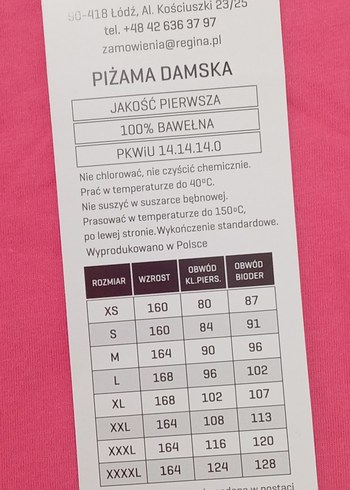 90-418 Łódź, Al. Kościuszki 23/25
tel. +48 42 636 37 97
zamowienia@regina.pl
PIŻAMA DAMSKA
JAKOŚĆ PIERWSZA
100% BAWEŁNA
PKWiU 14.14.14.0
Nie chlorować, nie czyścić chemicznie.
Prać w temperaturze do 40ºC.
Nie suszyć w suszarce bębnowej.
Prasować w temperaturze do 150ºC,
po lewej stronie. Wykończenie standardowe.
Wyprodukowano w Polsce
ROZMIAR WZROST OBWÓD KL.PIERS. OBWÓD BIODER
XS 160 80 87
S 160 84 91
M 164 90 96
L 168 96 102
XL 168 102 107
XXL 164 108 113
XXXL 164 116 120
XXXXL 164 124 128
w postaci